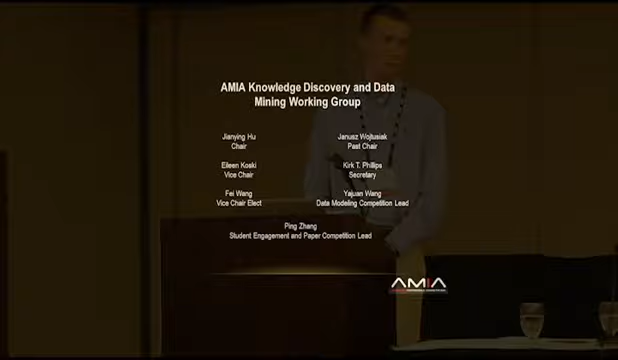 AMIA Knowledge Discovery and Data
Mining Working Group
Jianying Hu
Chair
Janusz Wojtusiak
Past Chair
Eileen Koski
Vice Chair
Kirk T. Phillips
Secretary
Fei Wang
Vice Chair Elect
Yajuan Wang
Data Modeling Competition Lead
Ping Zhang
Student Engagement and Paper Competition Lead
AMIA